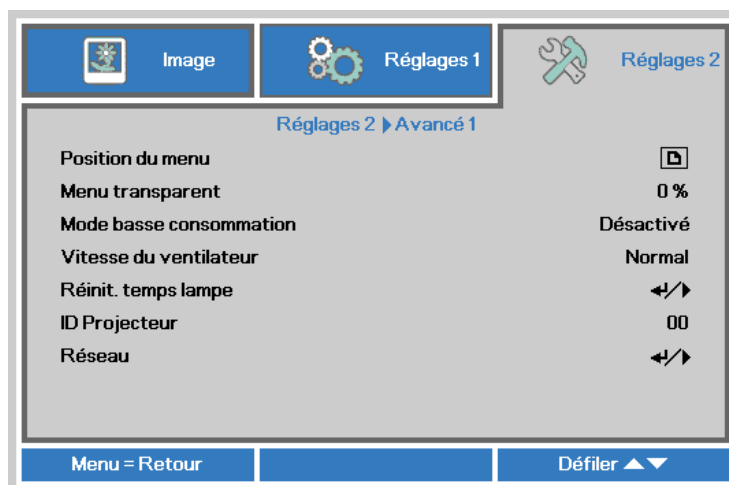 Image
Réglages 1
Réglages 2
Réglages 2 Avancé 1
Position du menu
Menu transparent 0 %
Mode basse consommation Désactivé
Vitesse du ventilateur Normal
Réinit. temps lampe
ID Projecteur 00
Réseau
Menu = Retour Défiler